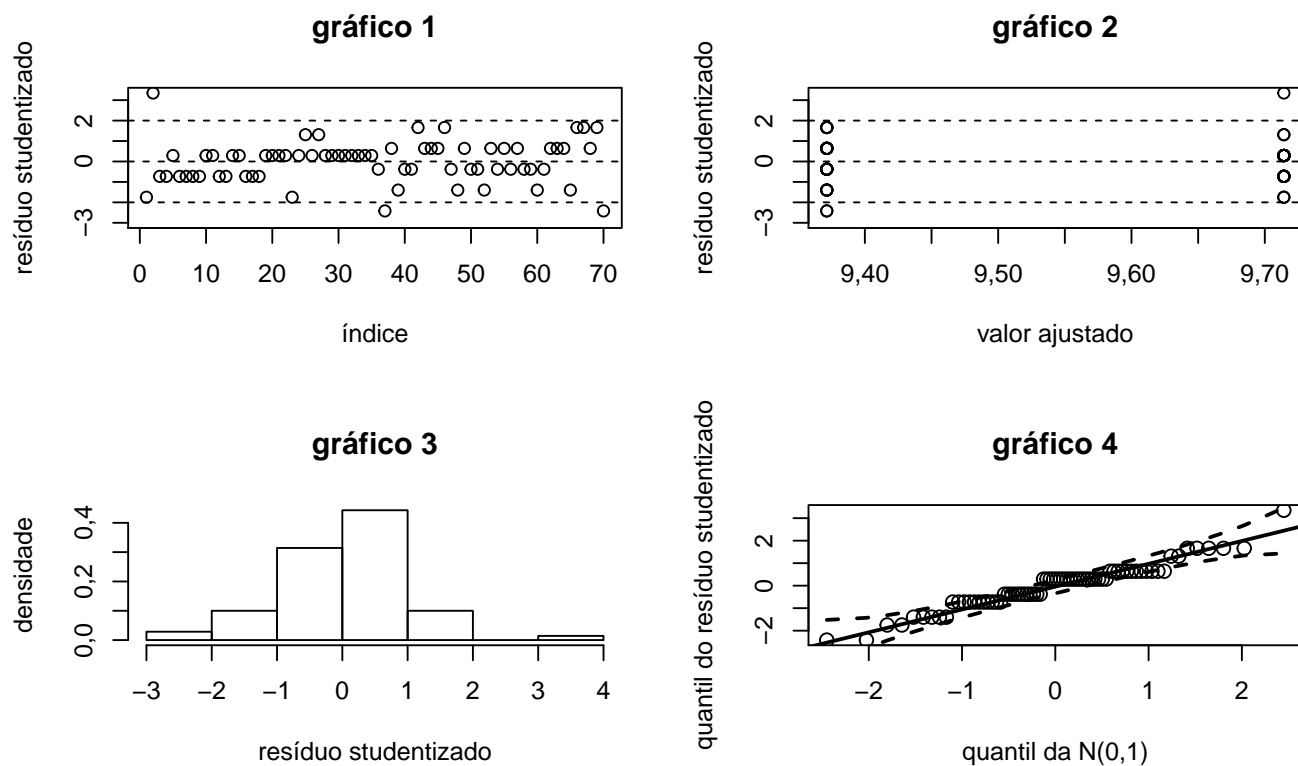 gráfico 1
resíduo studentizado
2
0
−3
0 10 20 30 40 50 60 70
índice
gráfico 2
resíduo studentizado
2
0
−3
9,40 9,50 9,60 9,70
valor ajustado
gráfico 3
densidade
0,4
0,2
0,0
−3 −2 −1 0 1 2 3 4
resíduo studentizado
gráfico 4
quantil do resíduo studentizado
2
0
−2
−2 −1 0 1 2
quantil da N(0,1)